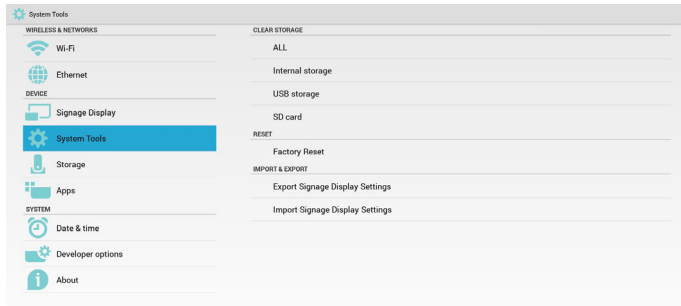 System Tools
WIRELESS & NETWORKS
Wi-Fi
Ethernet
DEVICE
Signage Display
System Tools
Storage
Apps
SYSTEM
Date & time
Developer options
About
CLEAR STORAGE
ALL
Internal storage
USB storage
SD card
RESET
Factory Reset
IMPORT & EXPORT
Export Signage Display Settings
Import Signage Display Settings